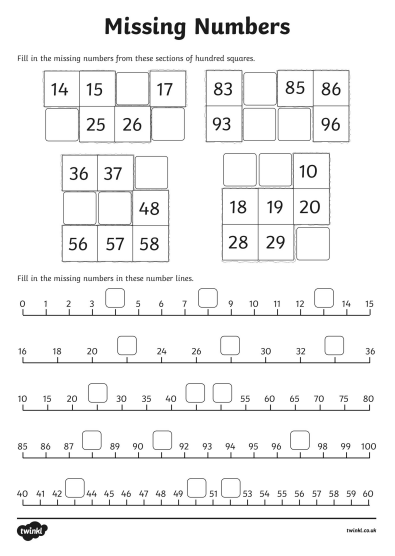 Missing Numbers
Fill in the missing numbers from these sections of hundred squares.
14 15 17
25 26
83 85 86
93 96
36 37
48
56 57 58
10
18 19 20
28 29
Fill in the missing numbers in these number lines.
0 1 2 3 5 6 7 9 10 11 12 14 15
16 18 20 24 26 30 32 36
10 15 20 30 35 40 55 60 65 70 75 80
85 86 87 89 90 92 93 94 95 96 98 99 100
40 41 42 44 45 46 47 48 49 51 53 54 55 56 57 58 59 60
twinkl
twinkl.co.uk